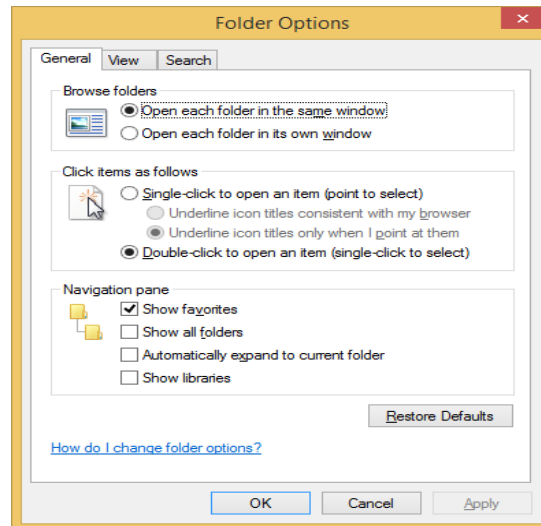 Folder Options
General
View
Search
Browse folders
Open each folder in the same window
Open each folder in its own window
Click items as follows
Single-click to open an item (point to select)
Underline icon titles consistent with my browser
Underline icon titles only when I point at them
Double-click to open an item (single-click to select)
Navigation pane
Show favorites
Show all folders
Automatically expand to current folder
Show libraries
Restore Defaults
How do I change folder options?
OK
Cancel
Apply